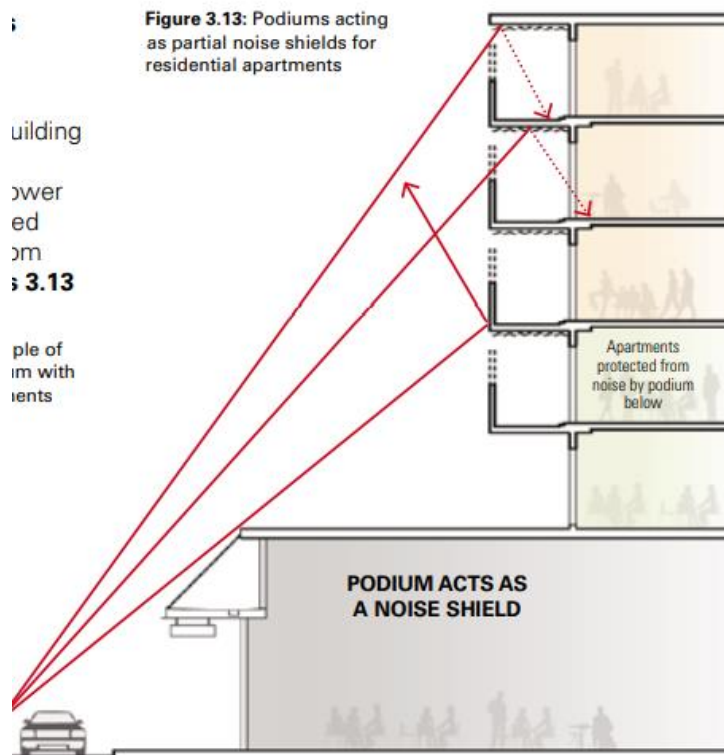 s
Figure 3.13: Podiums acting
as partial noise shields for
residential apartments
uilding
ower
ed
om
s 3.13
ple of
um with
nents
Apartments
protected from
noise by podium
below
PODIUM ACTS AS
A NOISE SHIELD